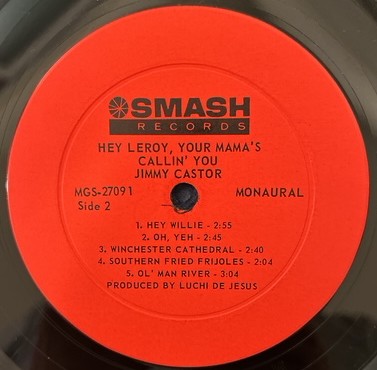 SMASH
RECORDS
HEY LEROY, YOUR MAMA'S
CALLIN' YOU
JIMMY CASTOR
MGS-27091 MONAURAL
Side 2
1. HEY WILLIE - 2:55
2. OH, YEH - 2:45
3. WINCHESTER CATHEDRAL - 2:40
4. SOUTHERN FRIED FRIJOLES - 2:04
5. OL' MAN RIVER - 3:04
PRODUCED BY LUCHI DE JESUS